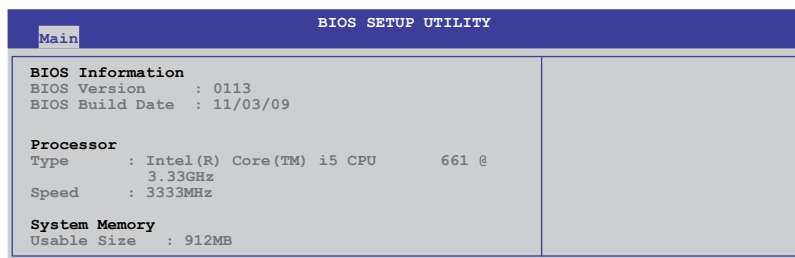 BIOS SETUP UTILITY
Main
BIOS Information
BIOS Version : 0113
BIOS Build Date : 11/03/09
Processor
Type : Intel(R) Core(TM) i5 CPU 661 @
3.33GHz
Speed : 3333MHz
System Memory
Usable Size : 912MB